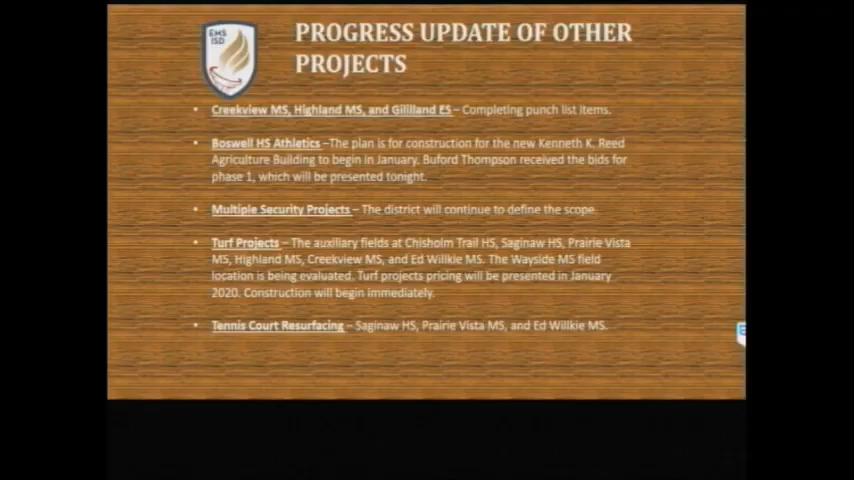 EMS
ISD
PROGRESS UPDATE OF OTHER
PROJECTS
• Creekview MS, Highland MS, and Gililland ES – Completing punch list items.
• Boswell HS Athletics –The plan is for construction for the new Kenneth K. Reed
Agriculture Building to begin in January. Buford Thompson received the bids for
phase 1, which will be presented tonight.
• Multiple Security Projects – The district will continue to define the scope.
• Turf Projects – The auxiliary fields at Chisholm Trail HS, Saginaw HS, Prairie Vista
MS, Highland MS, Creekview MS, and Ed Willkie MS. The Wayside MS field
location is being evaluated. Turf projects pricing will be presented in January
2020. Construction will begin immediately.
• Tennis Court Resurfacing – Saginaw HS, Prairie Vista MS, and Ed Willkie MS.